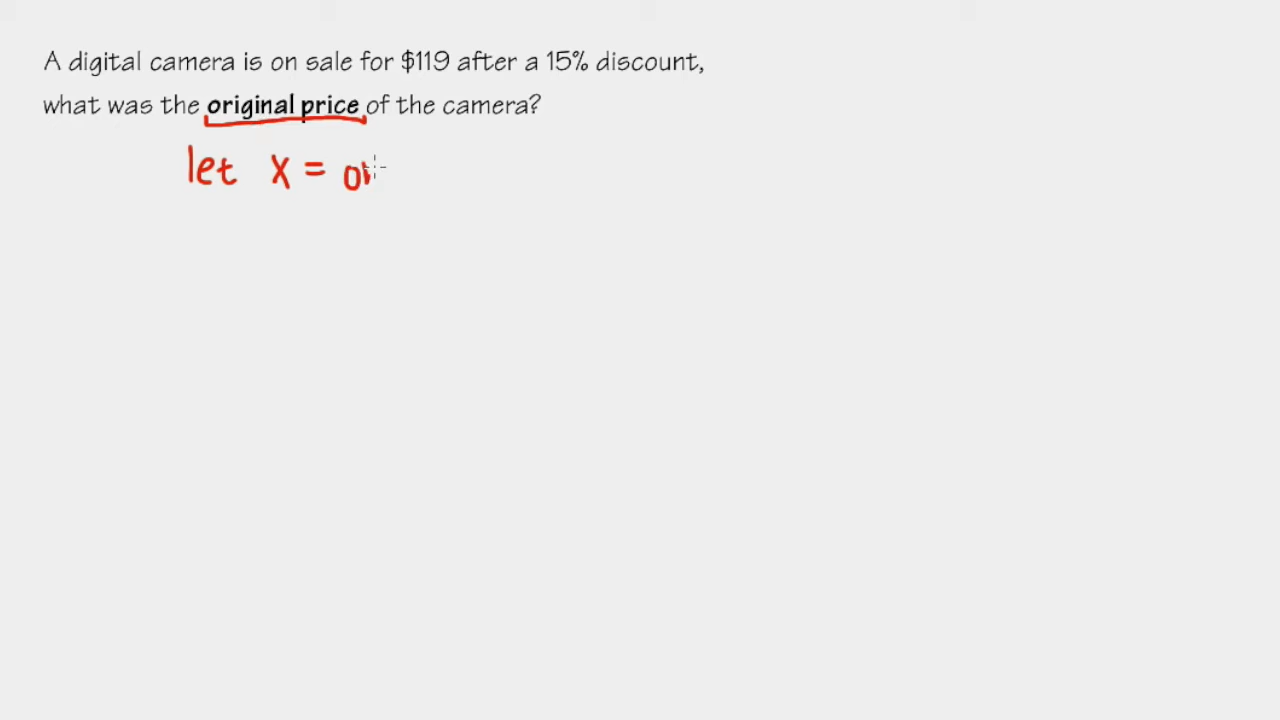 A digital camera is on sale for $119 after a 15% discount,
what was the original price of the camera?
let x =